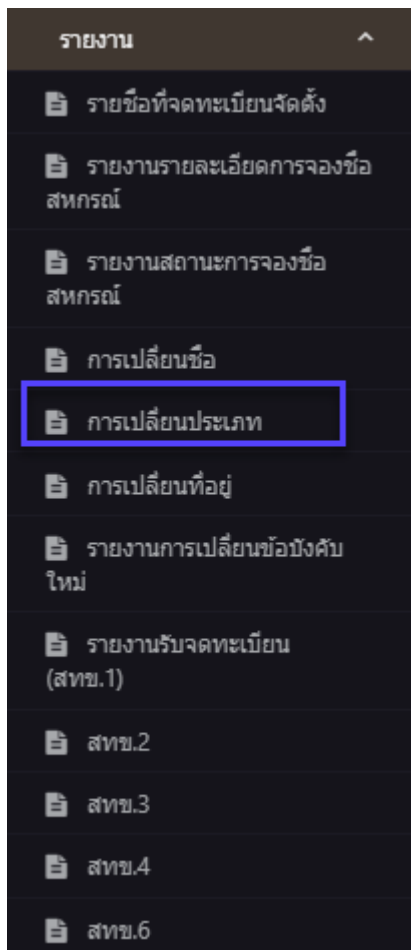 รายงาน
รายชื่อที่จดทะเบียนจัดตั้ง
รายงานรายละเอียดการจองชื่อ
สหกรณ์
รายงานสถานะการจองชื่อ
สหกรณ์
การเปลี่ยนชื่อ
การเปลี่ยนประเภท
การเปลี่ยนที่อยู่
รายงานการเปลี่ยนข้อบังคับ
ใหม่
รายงานรับจดทะเบียน
(สทข.1)
สทข.2
สทข.3
สทข.4
สทข.6